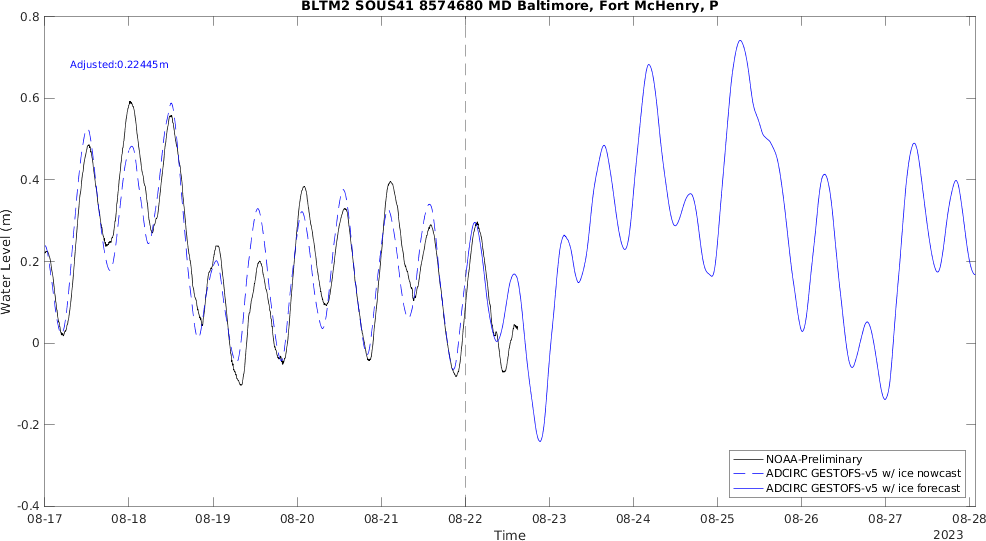 BLTM2 SOUS41 8574680 MD Baltimore, Fort McHenry, P
Adjusted:0.22445m
Water Level (m)
0.8
0.6
0.4
0.2
0
-0.2
-0.4
NOAA-Preliminary
ADCIRC GESTOFS-v5 w/ ice nowcast
ADCIRC GESTOFS-v5 w/ ice forecast
08-17 08-18 08-19 08-20 08-21 08-22 08-23 08-24 08-25 08-26 08-27 08-28
Time
2023